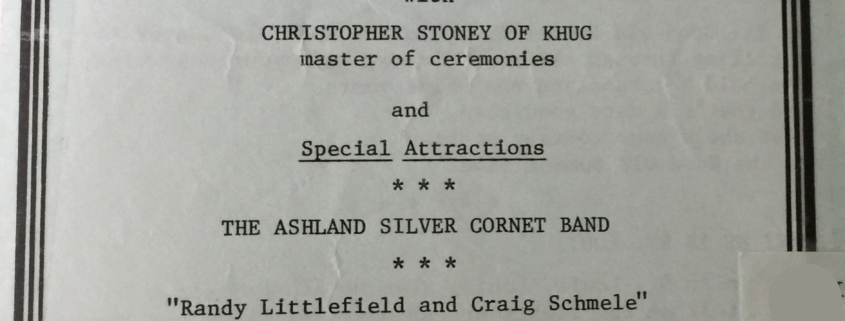 with
CHRISTOPHER STONEY OF KHUG
master of ceremonies
and
Special Attractions
* * *
THE ASHLAND SILVER CORNET BAND
* * *
"Randy Littlefield and Craig Schmele"